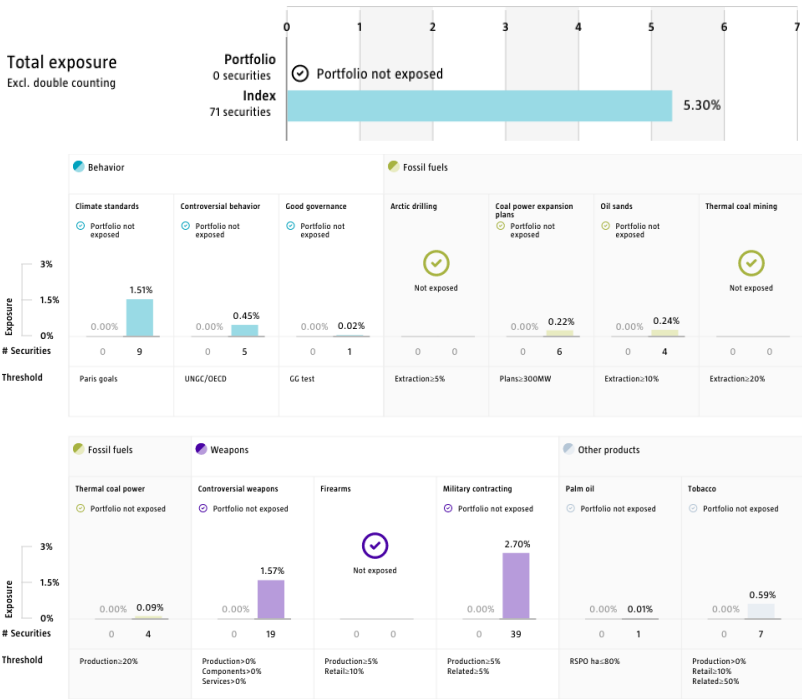 0 1 2 3 4 5 6 7
Total exposure
Excl. double counting
Portfolio
0 securities
Portfolio not exposed
Index
71 securities
5.30%
Behavior
Fossil fuels
Climate standards
Controversial behavior
Good governance
Arctic drilling
Coal power expansion
plans
Oil sands
Thermal coal mining
Portfolio not
exposed
Portfolio not
exposed
Portfolio not
exposed
Portfolio not
exposed
Portfolio not
exposed
Not exposed
Not exposed
Exposure
3%
1.5%
0%
0.00% 1.51%
0.00% 0.45%
0.00% 0.02%
0.00% 0.22%
0.00% 0.24%
# Securities 0 9 0 5 0 1 0 0 0 6 0 4 0 0
Threshold
Paris goals
UNGC/OECD
GG test
Extraction≥5%
Plans≥300MW
Extraction≥10%
Extraction≥20%
Fossil fuels
Weapons
Other products
Thermal coal power
Controversial weapons
Firearms
Military contracting
Palm oil
Tobacco
Portfolio not exposed
Portfolio not exposed
Portfolio not exposed
Portfolio not exposed
Portfolio not exposed
Not exposed
Exposure
3%
1.5%
0%
0.00% 0.09%
0.00% 1.57%
0.00% 2.70%
0.00% 0.01%
0.00% 0.59%
# Securities 0 4 0 19 0 0 0 39 0 1 0 7
Threshold
Production≥20%
Production>0%
Components>0%
Services>0%
Production≥5%
Retail≥10%
Production≥5%
Related≥5%
RSPO ha≤80%
Production>0%
Retail≥10%
Related≥50%